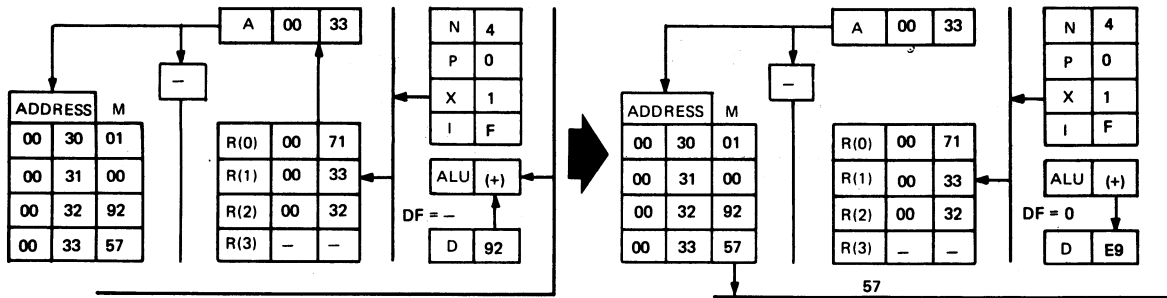 A 00 33
N 4
P 0
X 1
I F
–
ADDRESS M
00 30 01
00 31 00
00 32 92
00 33 57
R(0) 00 71
R(1) 00 33
R(2) 00 32
R(3) – –
ALU (+)
DF = –
D 92
A 00 33
N 4
P 0
X 1
I F
–
ADDRESS M
00 30 01
00 31 00
00 32 92
00 33 57
R(0) 00 71
R(1) 00 33
R(2) 00 32
R(3) – –
ALU (+)
DF = 0
D E9
57